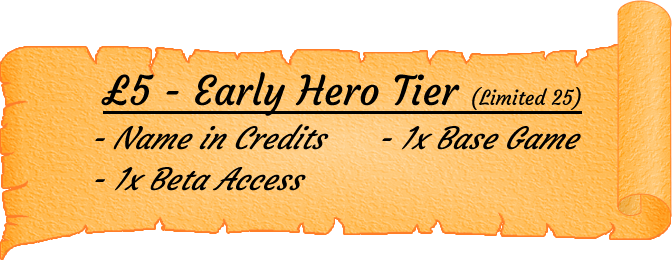 £5 - Early Hero Tier (Limited 25)
- Name in Credits - 1x Base Game
- 1x Beta Access